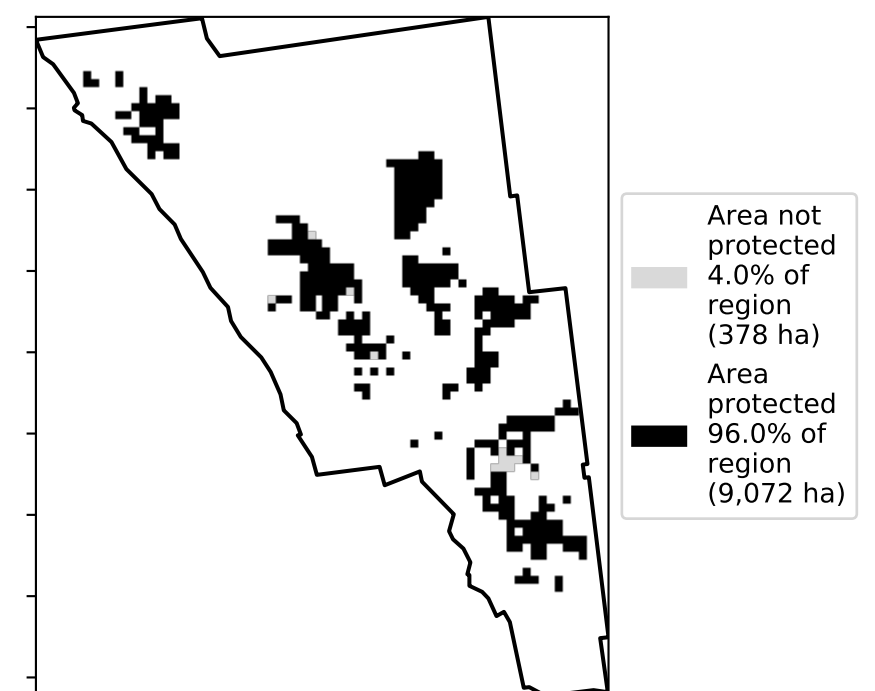 Area not
protected
4.0% of
region
(378 ha)
Area
protected
96.0% of
region
(9,072 ha)